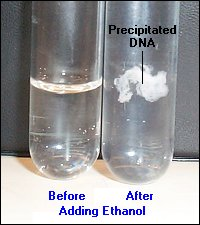 Precipitated
DNA
Before After
Adding Ethanol